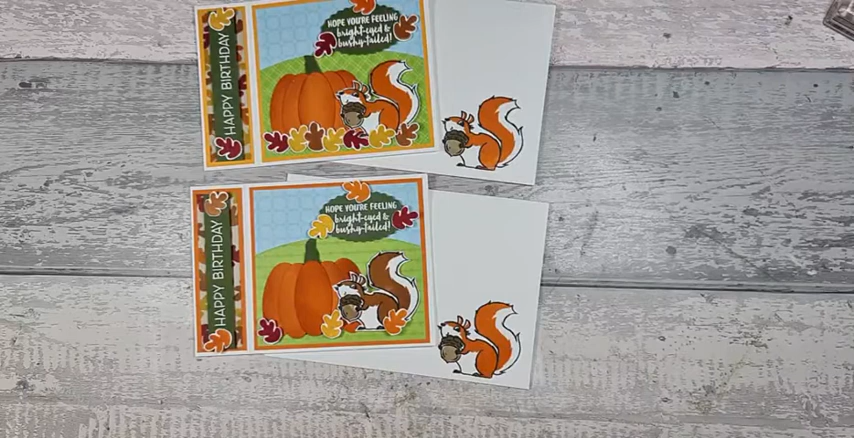 HAPPY BIRTHDAY
HOPE YOU'RE FEELING
bright-eyed &
bushy-tailed!
HAPPY BIRTHDAY
HOPE YOU'RE FEELING
bright-eyed &
bushy-tailed!